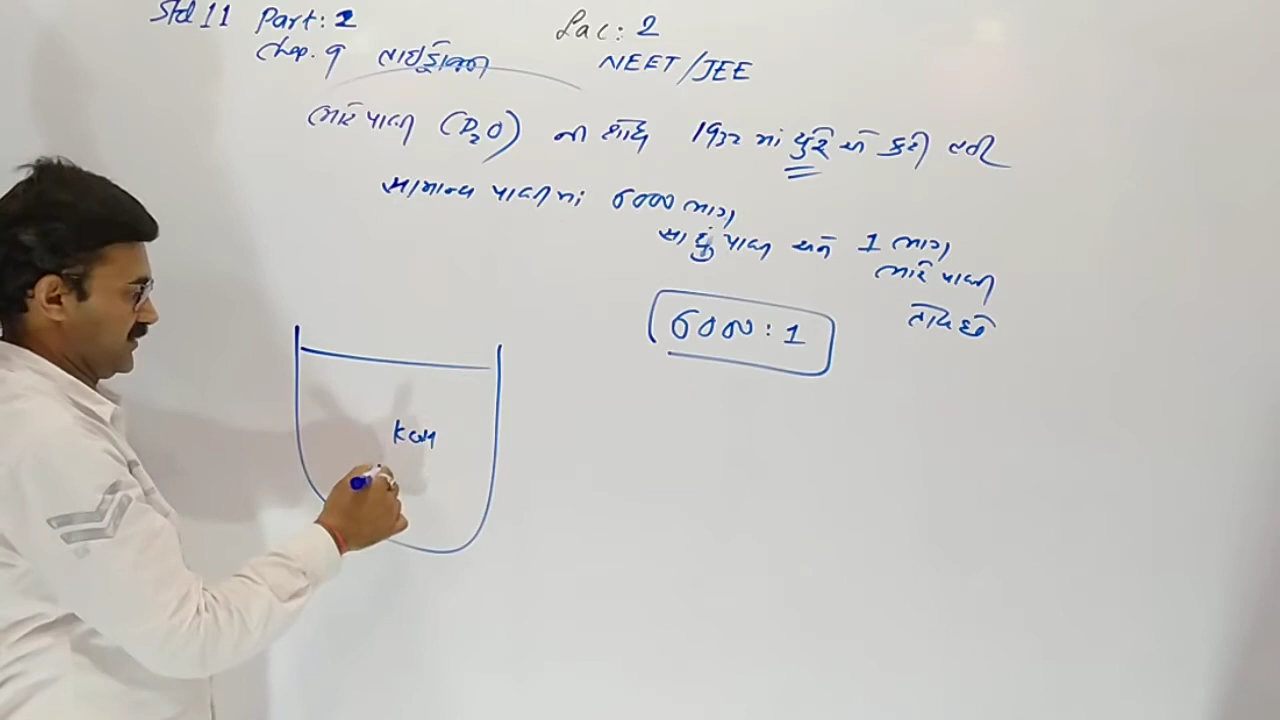 Std 11 Part: 2
Lac: 2
Chap. 9 હાઇડ્રોજન
NEET/JEE
ભારે પાણી (D₂O) ની શોધ 1932 માં યુરે એ કરી હતી
સામાન્ય પાણીમાં 6000 ભાગ
સાદું પાણી અને 1 ભાગ
ભારે પાણી
હોય છે
6000 : 1